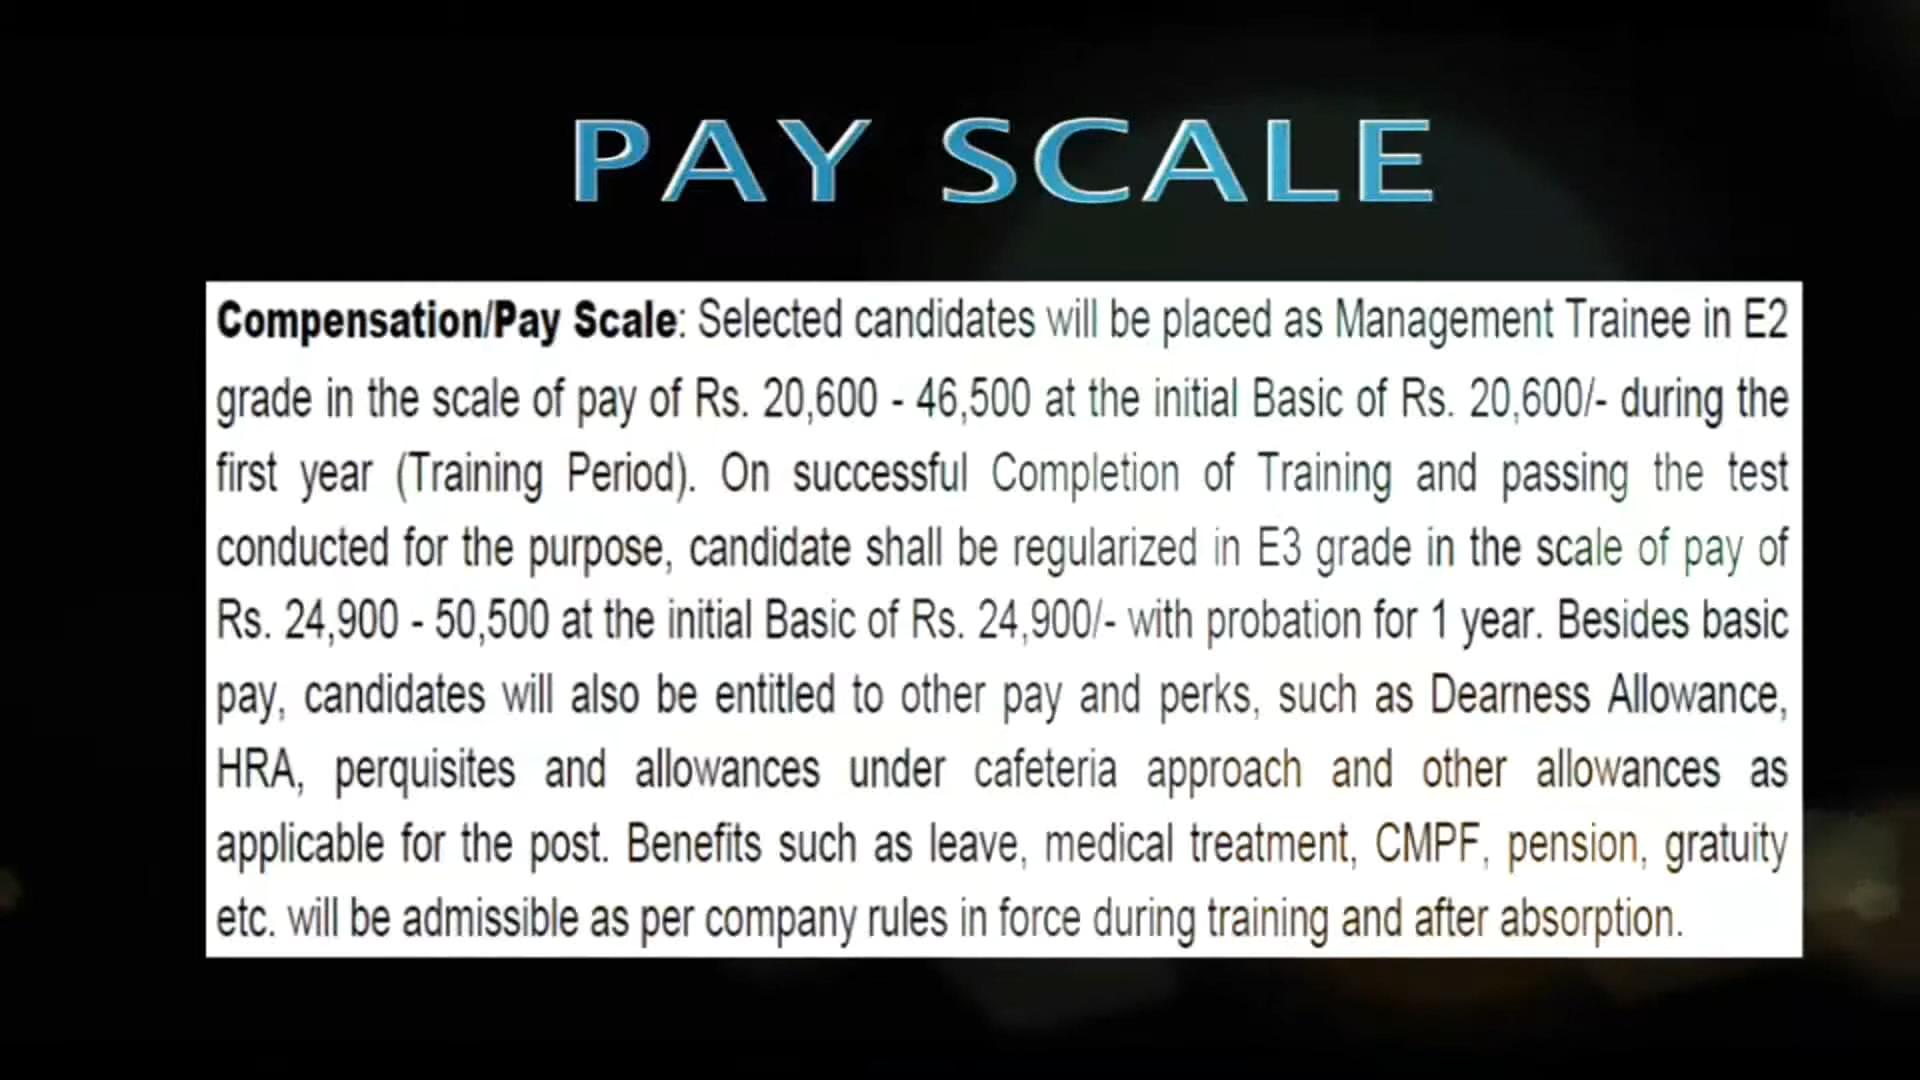 PAY SCALE
Compensation/Pay Scale: Selected candidates will be placed as Management Trainee in E2
grade in the scale of pay of Rs. 20,600 - 46,500 at the initial Basic of Rs. 20,600/- during the
first year (Training Period). On successful Completion of Training and passing the test
conducted for the purpose, candidate shall be regularized in E3 grade in the scale of pay of
Rs. 24,900 - 50,500 at the initial Basic of Rs. 24,900/- with probation for 1 year. Besides basic
pay, candidates will also be entitled to other pay and perks, such as Dearness Allowance,
HRA, perquisites and allowances under cafeteria approach and other allowances as
applicable for the post. Benefits such as leave, medical treatment, CMPF, pension, gratuity
etc. will be admissible as per company rules in force during training and after absorption.